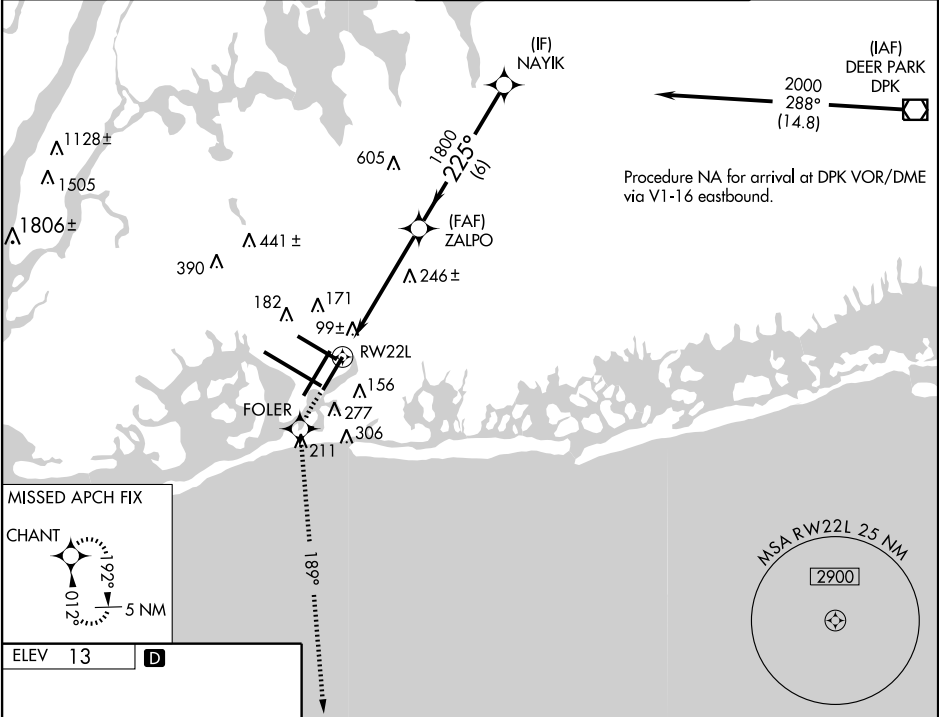 (IF)
NAYIK
(IAF)
DEER PARK
DPK
2000
288°
(14.8)
1128±
1505
1806±
605
1800
225°
(6)
Procedure NA for arrival at DPK VOR/DME
via V1-16 eastbound.
(FAF)
ZALPO
441±
390
246±
182
171
99±
RW22L
156
FOLER
277
306
211
MISSED APCH FIX
CHANT
192°
012°
5 NM
189°
MSA RW22L 25 NM
2900
ELEV 13
D